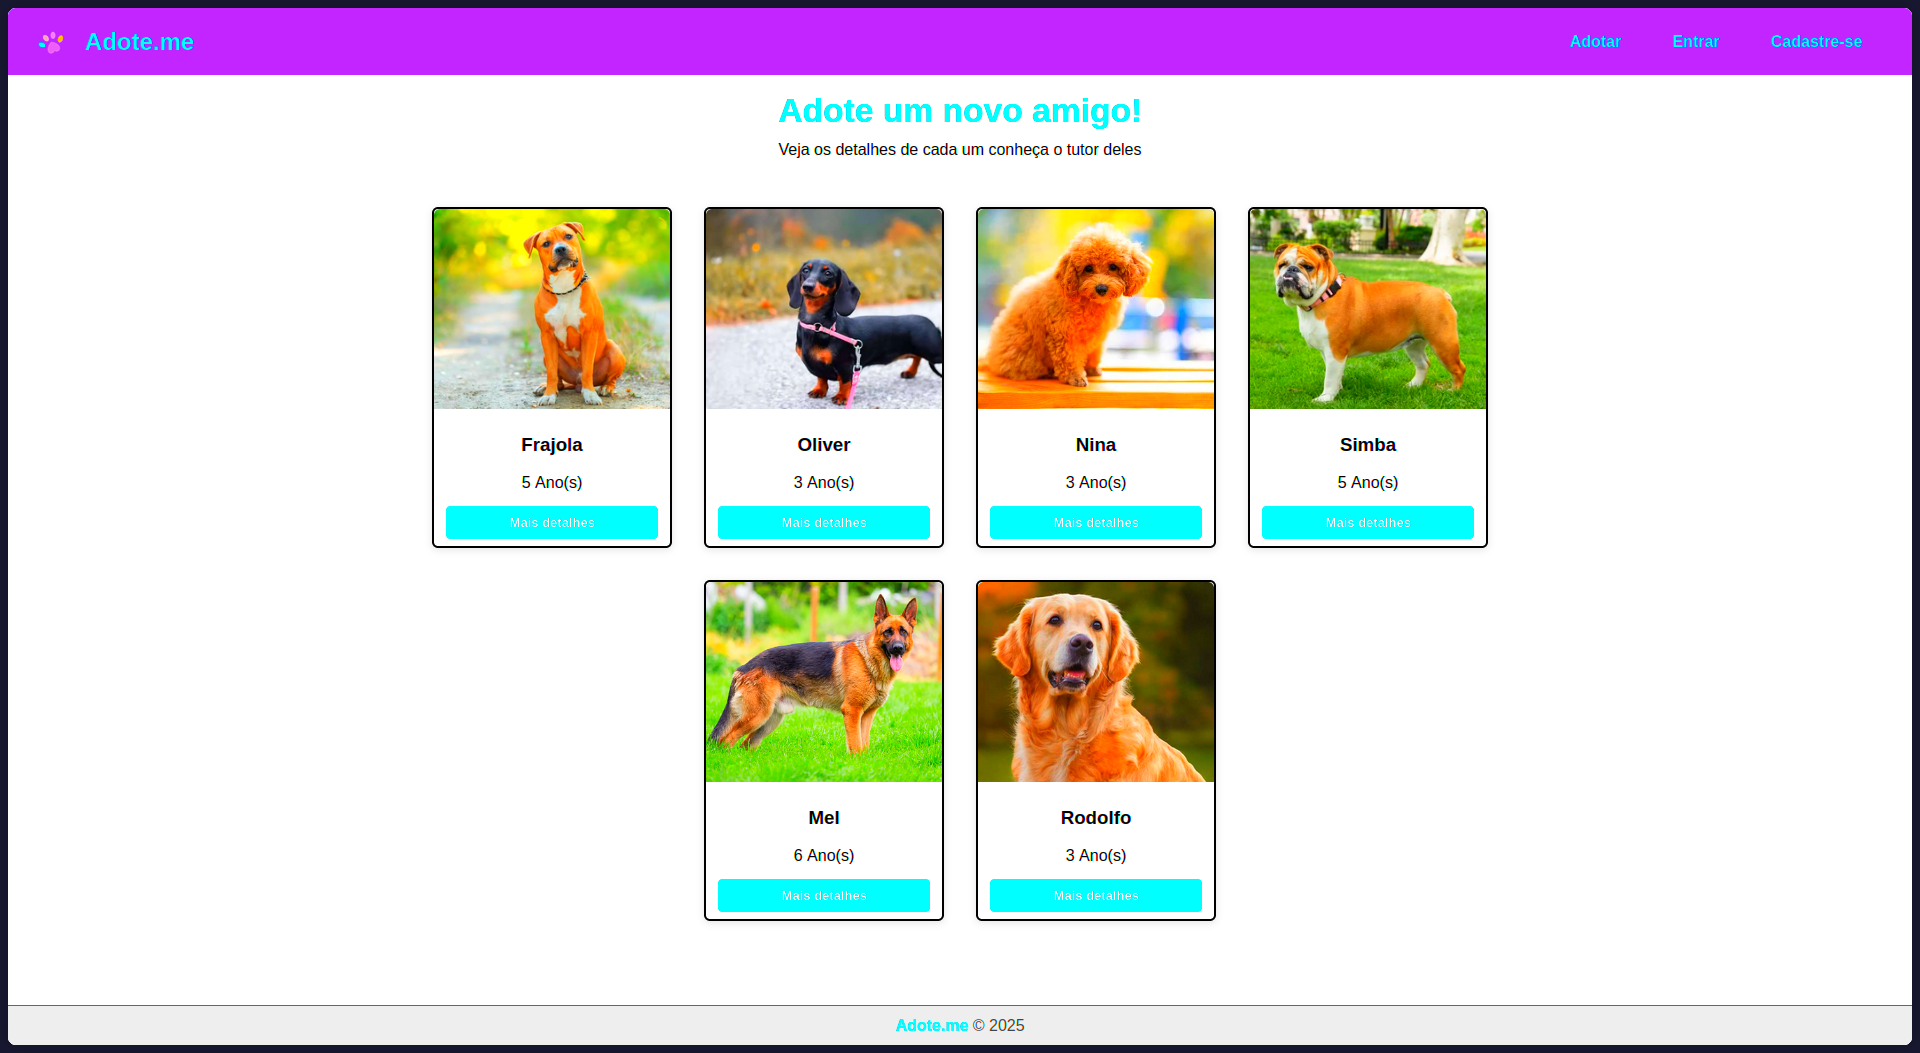 Adote.me
Adotar
Entrar
Cadastre-se
Adote um novo amigo!
Veja os detalhes de cada um conheça o tutor deles
Frajola
5 Ano(s)
Mais detalhes
Oliver
3 Ano(s)
Mais detalhes
Nina
3 Ano(s)
Mais detalhes
Simba
5 Ano(s)
Mais detalhes
Mel
6 Ano(s)
Mais detalhes
Rodolfo
3 Ano(s)
Mais detalhes
Adote.me © 2025